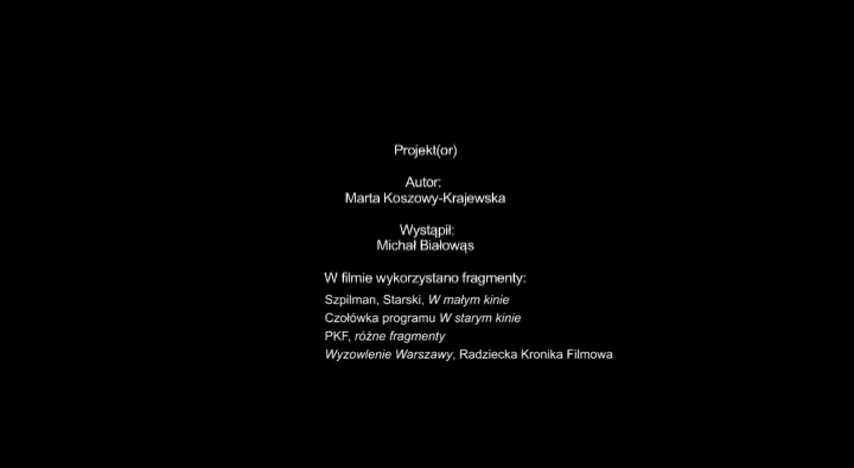 Projekt(or)
Autor:
Marta Koszowy-Krajewska
Wystąpił:
Michał Białowąs
W filmie wykorzystano fragmenty:
Szpilman, Starski, W małym kinie
Czołówka programu W starym kinie
PKF, różne fragmenty
Wyzowlenie Warszawy, Radziecka Kronika Filmowa